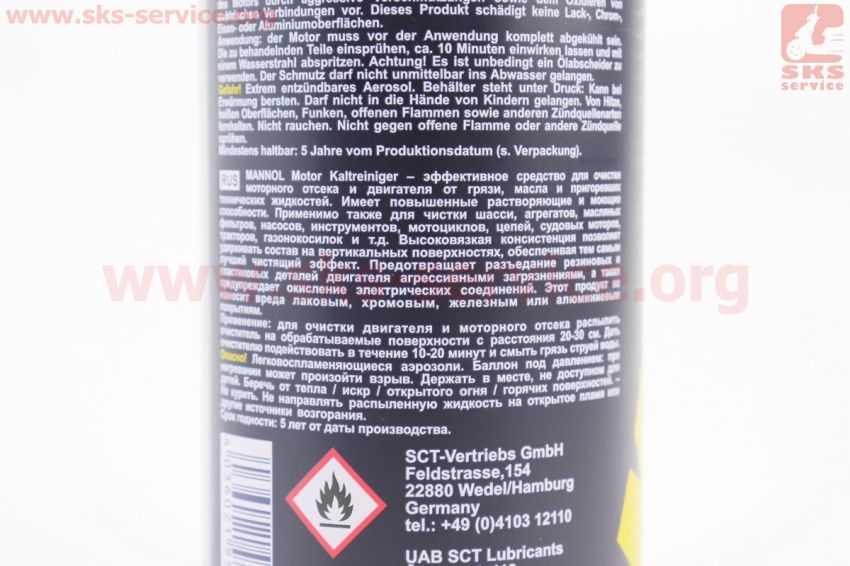 www.sks-service.org
SKS
service
des Motors durch aggressive Verschmutzungen sowie dem Oxidieren von
elektrischer Verbindungen vor. Dieses Produkt schädigt keine Lack-, Chrom-,
Eisen- oder Aluminiumoberflächen.
Anwendung: der Motor muss vor der Anwendung komplett abgekühlt sein.
Die zu behandelnden Teile einsprühen, ca. 10 Minuten einwirken lassen und mit
einem Wasserstrahl abspritzen. Achtung! Es ist unbedingt ein Ölabscheider zu
verwenden. Der Schmutz darf nicht unmittelbar ins Abwasser gelangen.
Gefahr! Extrem entzündbares Aerosol. Behälter steht unter Druck: Kann bei
Erwärmung bersten. Darf nicht in die Hände von Kindern gelangen. Von Hitze,
heißen Oberflächen, Funken, offenen Flammen sowie anderen Zündquellenarten
fernhalten. Nicht rauchen. Nicht gegen offene Flamme oder andere Zündquelle
sprühen.
Mindestens haltbar: 5 Jahre vom Produktionsdatum (s. Verpackung).
RUS MANNOL Motor Kaltreiniger – эффективное средство для очистки
моторного отсека и двигателя от грязи, масла и пригоревших
технических жидкостей. Имеет повышенные растворяющие и моющие
способности. Применимо также для чистки шасси, агрегатов, масляных
фильтров, насосов, инструментов, мотоциклов, цепей, судовых моторов,
тракторов, газонокосилок и т.д. Высоковязкая консистенция позволяет
удерживать состав на вертикальных поверхностях, обеспечивая тем самым
лучший чистящий эффект. Предотвращает разъедание резиновых и
пластиковых деталей двигателя агрессивными загрязнениями, а также
предупреждает окисление электрических соединений. Этот продукт не
наносит вреда лаковым, хромовым, железным или алюминиевым
покрытиям.
Применение: для очистки двигателя и моторного отсека распылить
очиститель на обрабатываемые поверхности с расстояния 20-30 см. Дать
очистителю подействовать в течение 10-20 минут и смыть грязь струей воды.
Опасно! Легковоспламеняющиеся аэрозоли. Баллон под давлением: при
нагревании может произойти взрыв. Держать в месте, не доступном для
детей. Беречь от тепла / искр / открытого огня / горячих поверхностей. –
Не курить. Не направлять распыленную жидкость на открытое пламя или
другие источники возгорания.
Срок годности: 5 лет от даты производства.
SCT-Vertriebs GmbH
Feldstrasse,154
22880 Wedel/Hamburg
Germany
tel.: +49 (0)4103 12110
UAB SCT Lubricants